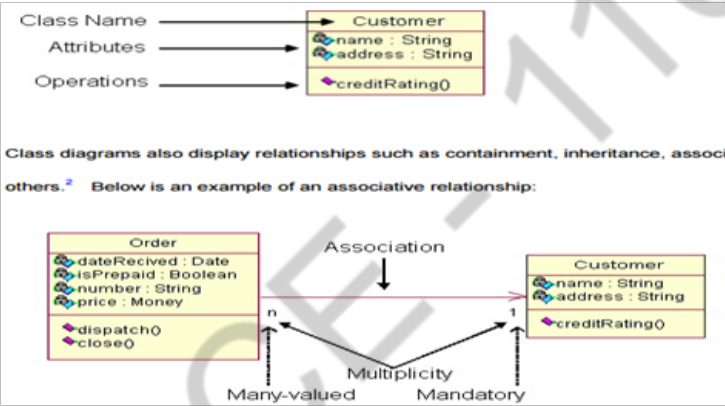 Class Name
Customer
Attributes
name : String
address : String
Operations
creditRating()
Class diagrams also display relationships such as containment, inheritance, associ
others.2 Below is an example of an associative relationship:
Order
dateRecived : Date
isPrepaid : Boolean
number : String
price : Money
dispatch()
close()
Association
Customer
name : String
address : String
creditRating()
n
1
Multiplicity
Many-valued
Mandatory
CE - 11